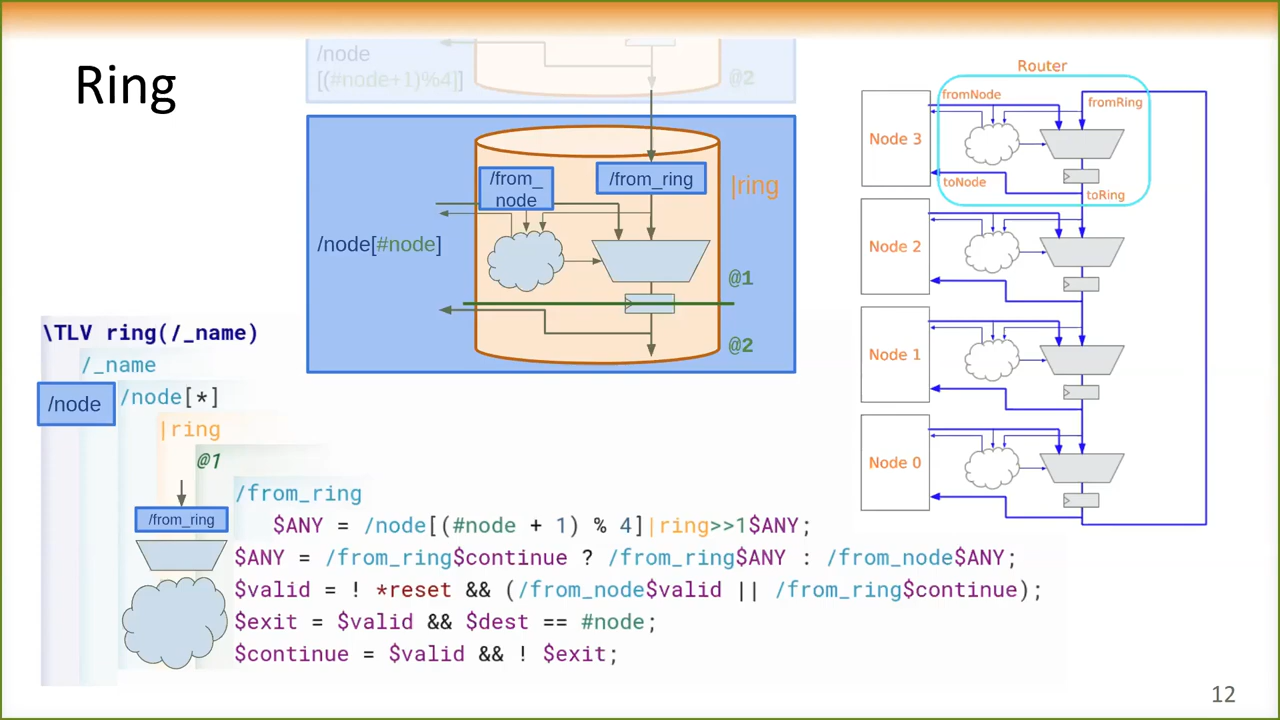 Ring
/node
[(#node+1)%4]]
@2
/from_
node
/from_ring
|ring
/node[#node]
@1
@2
\TLV ring(/_name)
/_name
/node
/node[*]
|ring
@1
/from_ring
/from_ring
$ANY = /node[(#node + 1) % 4]|ring>>1$ANY;
$ANY = /from_ring$continue ? /from_ring$ANY : /from_node$ANY;
$valid = ! *reset && (/from_node$valid || /from_ring$continue);
$exit = $valid && $dest == #node;
$continue = $valid && ! $exit;
Router
fromNode
fromRing
Node 3
toNode
toRing
Node 2
Node 1
Node 0
12